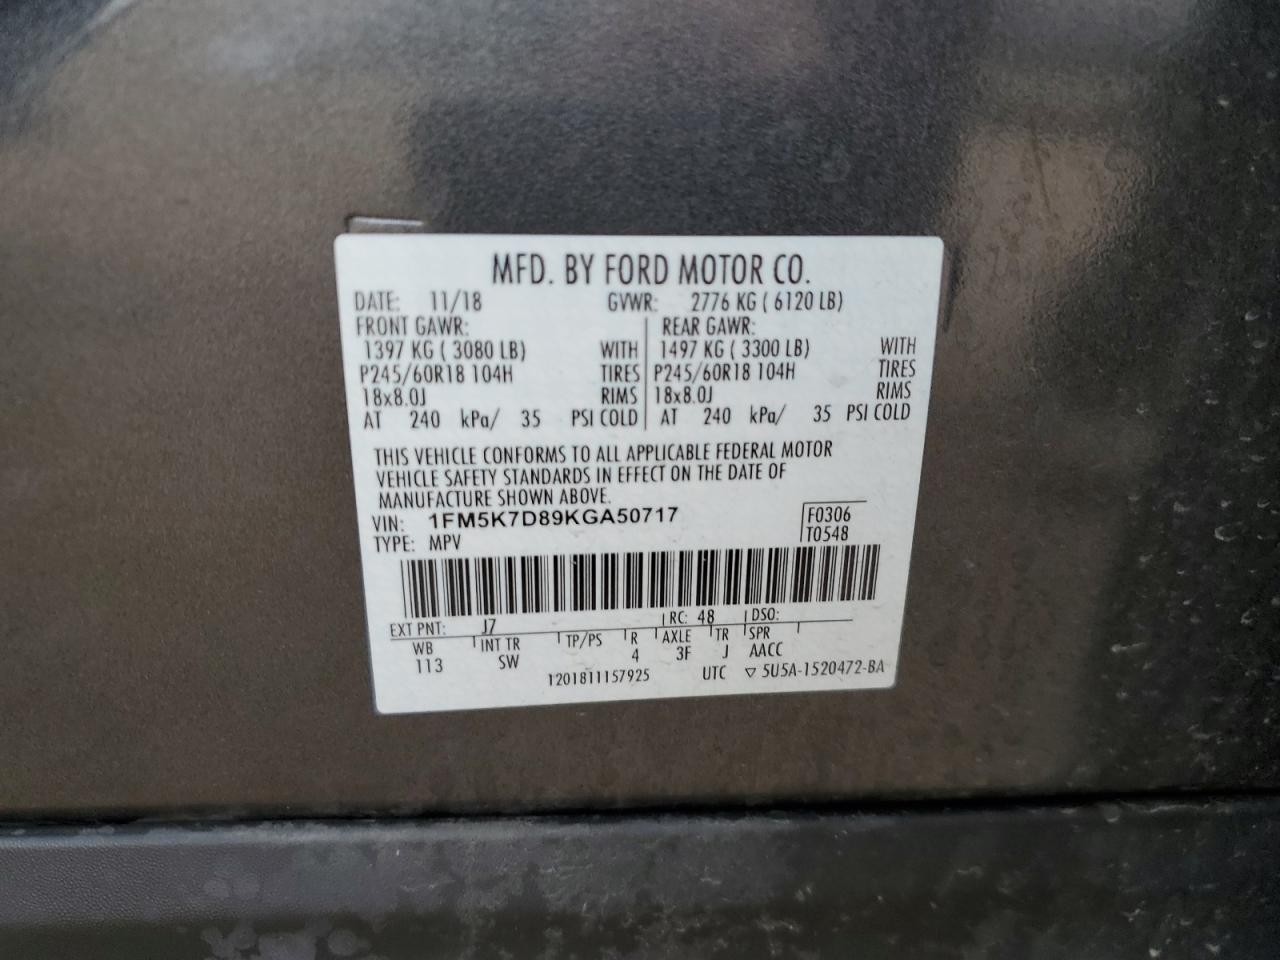 MFD. BY FORD MOTOR CO.
DATE: 11/18 GVWR: 2776 KG ( 6120 LB)
FRONT GAWR: REAR GAWR:
1397 KG ( 3080 LB) WITH 1497 KG ( 3300 LB) WITH
P245/60R18 104H TIRES P245/60R18 104H TIRES
18x8.0J RIMS 18x8.0J RIMS
AT 240 kPa/ 35 PSI COLD AT 240 kPa/ 35 PSI COLD
THIS VEHICLE CONFORMS TO ALL APPLICABLE FEDERAL MOTOR
VEHICLE SAFETY STANDARDS IN EFFECT ON THE DATE OF
MANUFACTURE SHOWN ABOVE.
VIN: 1FM5K7D89KGA50717 F0306
TYPE: MPV T0548
EXT PNT: J7 RC: 48 DSO:
WB INT TR TP/PS R AXLE TR SPR
113 SW 4 3F J AACC
1201811157925 UTC ▽ 5U5A-1520472-BA